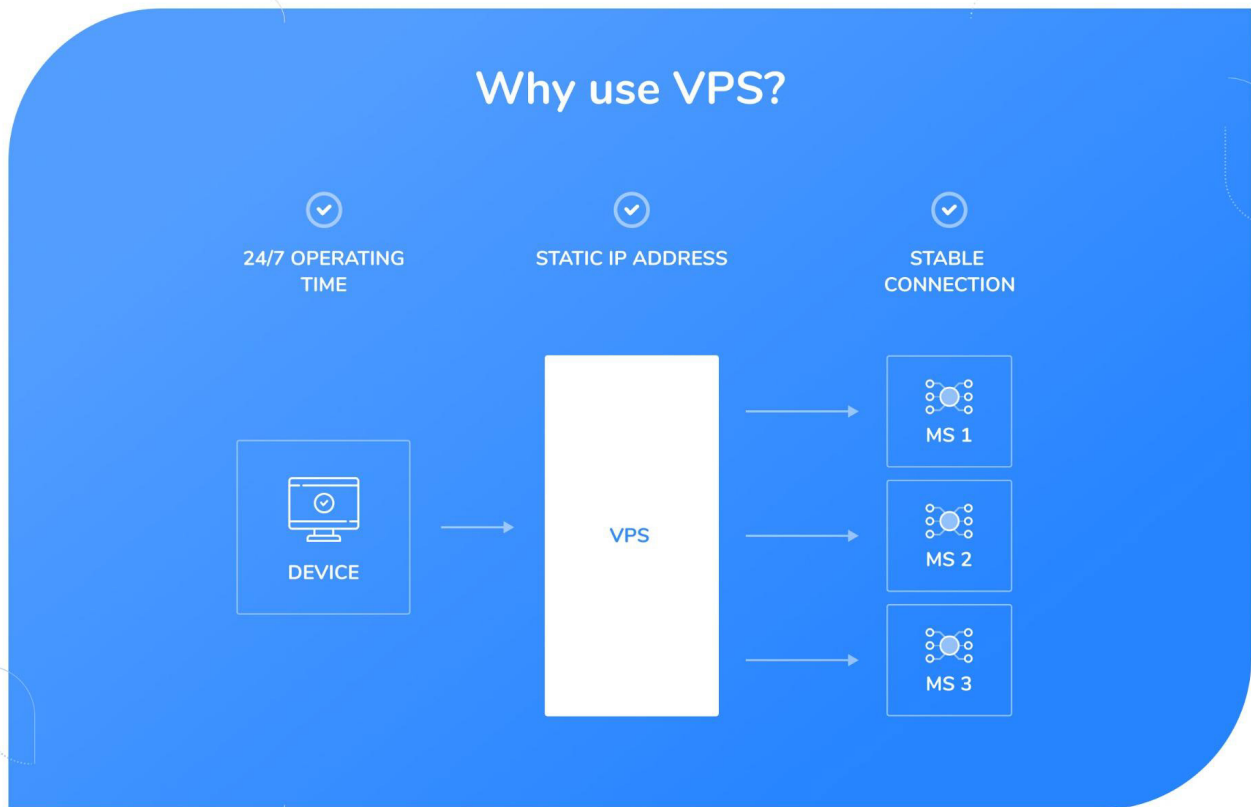 Why use VPS?
24/7 OPERATING
TIME
STATIC IP ADDRESS
STABLE
CONNECTION
DEVICE
VPS
MS 1
MS 2
MS 3